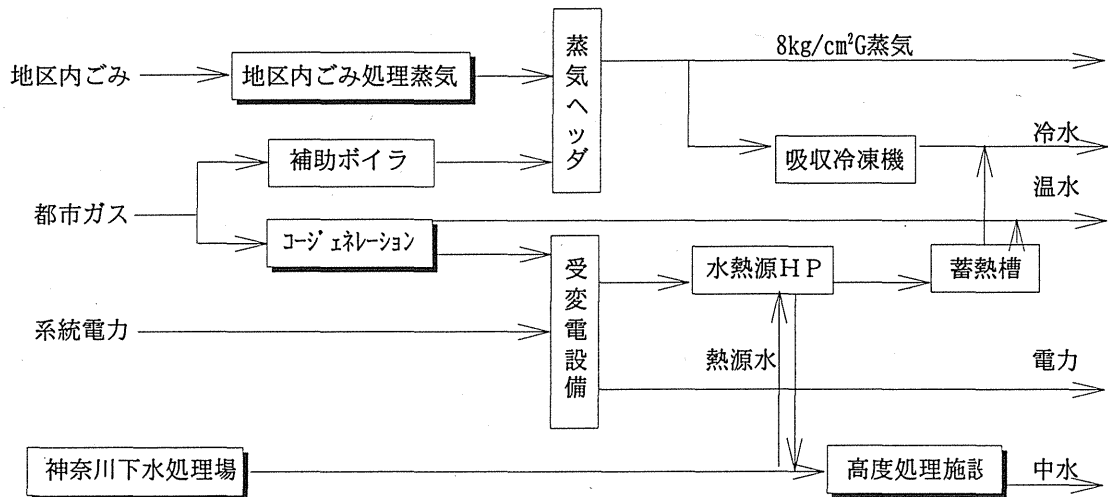 8kg/cm²G蒸気
地区内ごみ
地区内ごみ処理蒸気
蒸気ヘッダ
冷水
補助ボイラ
吸収冷凍機
温水
都市ガス
コージェネレーション
水熱源HP
蓄熱槽
受変電設備
系統電力
熱源水
電力
神奈川下水処理場
高度処理施設
中水